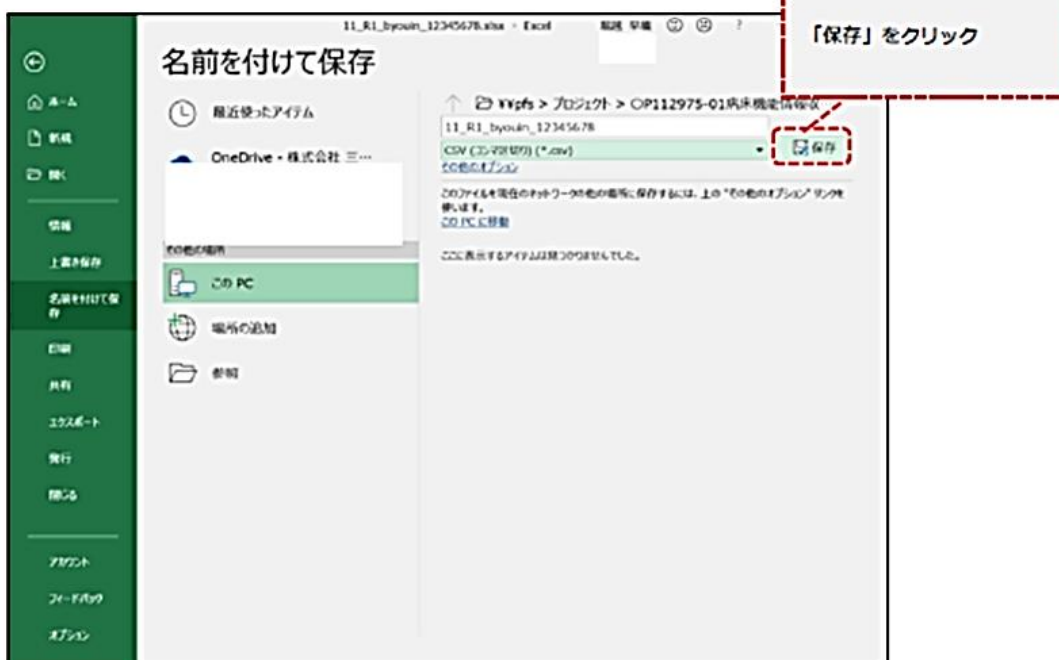 11_R1_byouin_12345678.xlsx - Excel
?
「保存」をクリック
名前を付けて保存
ホーム
新規
開く
情報
上書き保存
名前を付けて保
存
印刷
共有
エクスポート
発行
閉じる
アカウント
フィードバック
オプション
最近使ったアイテム
OneDrive - 株式会社 三…
その他の場所
この PC
場所の追加
参照
¥¥pfs > プロジェクト > OP112975-01病床機能情報収
11_R1_byouin_12345678
CSV (コンマ区切り) (*.csv)
保存
その他のオプション
このファイルを現在のネットワークの他の場所に保存するには、上の "その他のオプション" リンクを
使います。
この PC に移動
ここに表示するアイテムは見つかりませんでした。